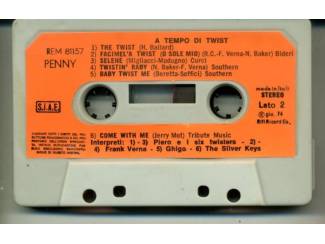 A TEMPO DI TWIST
REM 81157
PENNY
1) THE TWIST (H. Ballard)
2) FACIMEL'A TWIST (O SOLE MIO) (R.C.-F. Verna-N. Baker) Bideri
3) SELENE (Migliacci-Modugno) Curci
4) TWISTIN' BABY (N. Baker-F. Verna) Southern
5) BABY TWIST ME (Beretta-Soffici) Southern
S.I.A.E.
made in Italy
STEREO
Lato 2
giu. 74
6) COME WITH ME (Jerry Mot) Tribute Music
Interpreti: 1)-3) Piero e i six twisters - 2)-
4) Frank Verna - 5) Ghigo - 6) The Silver Keys